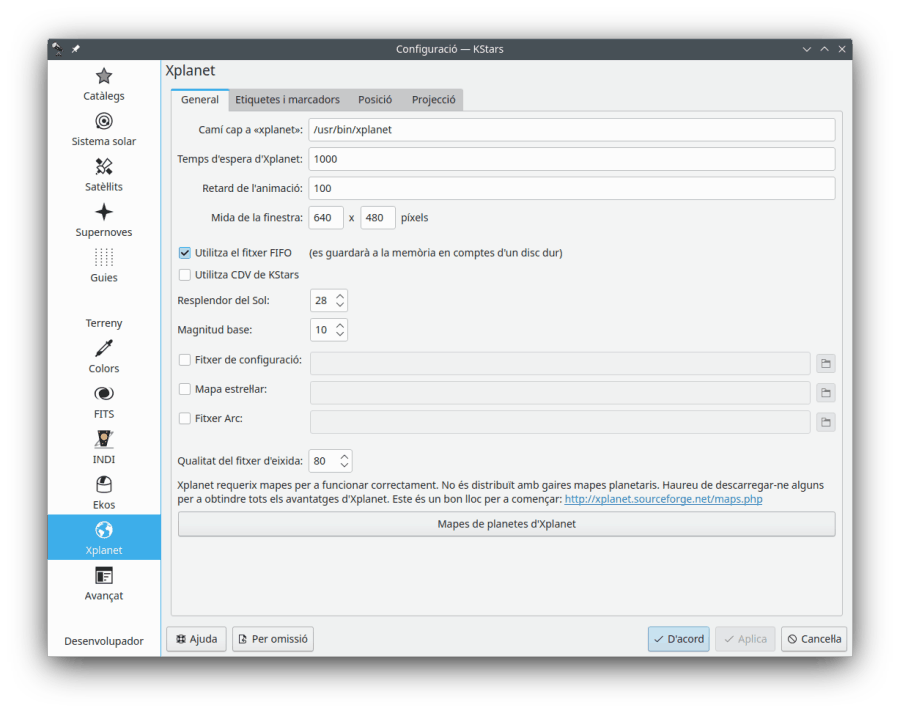 Configuració — KStars
Catàlegs
Sistema solar
Satèl·lits
Supernoves
Guies
Terreny
Colors
FITS
INDI
Ekos
Xplanet
Avançat
Desenvolupador
Xplanet
General Etiquetes i marcadors Posició Projecció
Camí cap a «xplanet»: /usr/bin/xplanet
Temps d'espera d'Xplanet: 1000
Retard de l'animació: 100
Mida de la finestra: 640 x 480 píxels
Utilitza el fitxer FIFO (es guardarà a la memòria en comptes d'un disc dur)
Utilitza CDV de KStars
Resplendor del Sol: 28
Magnitud base: 10
Fitxer de configuració:
Mapa estrel·lar:
Fitxer Arc:
Qualitat del fitxer d'eixida: 80
Xplanet requerix mapes per a funcionar correctament. No és distribuït amb gaires mapes planetaris. Haureu de descarregar-ne alguns
per a obtindre tots els avantatges d'Xplanet. Este és un bon lloc per a començar: http://xplanet.sourceforge.net/maps.php
Mapes de planetes d'Xplanet
Ajuda Per omissió D'acord Aplica Cancel·la